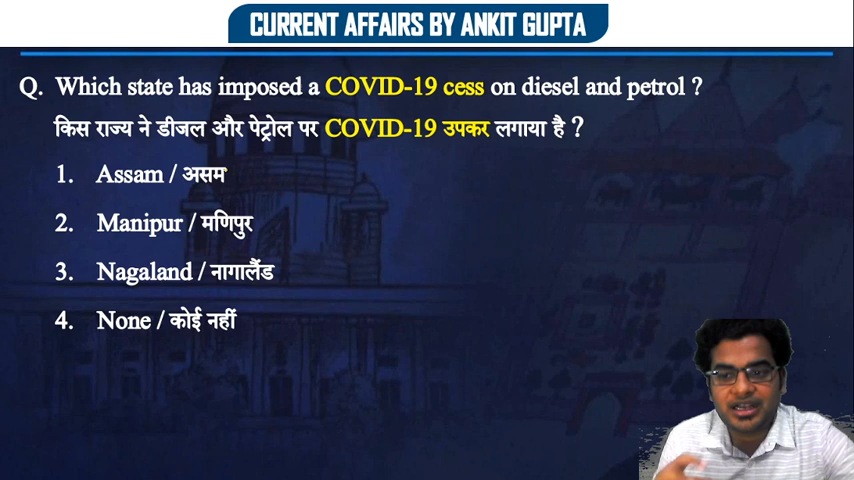 CURRENT AFFAIRS BY ANKIT GUPTA
Q. Which state has imposed a COVID-19 cess on diesel and petrol ?
किस राज्य ने डीजल और पेट्रोल पर COVID-19 उपकर लगाया है ?
1. Assam / असम
2. Manipur / मणिपुर
3. Nagaland / नागालैंड
4. None / कोई नहीं